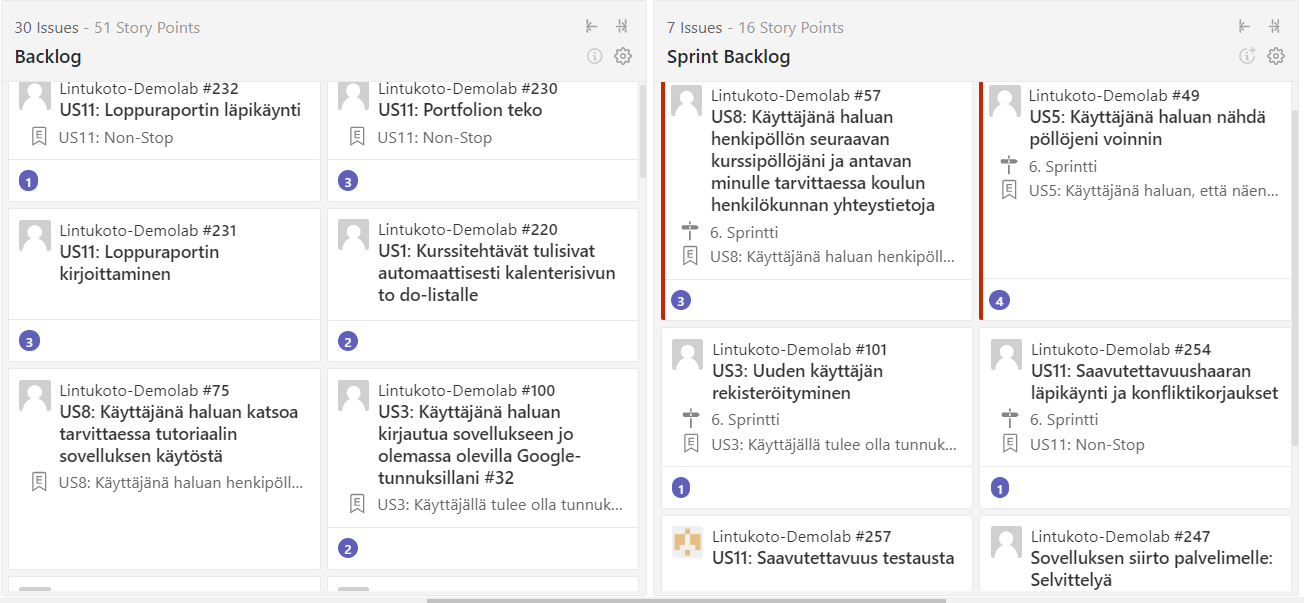 30 Issues - 51 Story Points
Backlog
Lintukoto-Demolab #232
US11: Loppuraportin läpikäynti
US11: Non-Stop
1
Lintukoto-Demolab #230
US11: Portfolion teko
US11: Non-Stop
3
Lintukoto-Demolab #231
US11: Loppuraportin
kirjoittaminen
3
Lintukoto-Demolab #220
US1: Kurssitehtävät tulisivat
automaattisesti kalenterisivun
to do-listalle
2
Lintukoto-Demolab #75
US8: Käyttäjänä haluan katsoa
tarvittaessa tutoriaalin
sovelluksen käytöstä
US8: Käyttäjänä haluan henkipöll...
Lintukoto-Demolab #100
US3: Käyttäjänä haluan
kirjautua sovellukseen jo
olemassa olevilla Google-
tunnuksillani #32
US3: Käyttäjällä tulee olla tunnuk...
2
7 Issues - 16 Story Points
Sprint Backlog
Lintukoto-Demolab #57
US8: Käyttäjänä haluan
henkipöllön seuraavan
kurssipöllöjäni ja antavan
minulle tarvittaessa koulun
henkilökunnan yhteystietoja
6. Sprintti
US8: Käyttäjänä haluan henkipöll...
3
Lintukoto-Demolab #49
US5: Käyttäjänä haluan nähdä
pöllöjeni voinnin
6. Sprintti
US5: Käyttäjänä haluan, että näen...
4
Lintukoto-Demolab #101
US3: Uuden käyttäjän
rekisteröityminen
6. Sprintti
US3: Käyttäjällä tulee olla tunnuk...
1
Lintukoto-Demolab #254
US11: Saavutettavuushaaran
läpikäynti ja konfliktikorjaukset
6. Sprintti
US11: Non-Stop
1
Lintukoto-Demolab #257
US11: Saavutettavuus testausta
Lintukoto-Demolab #247
Sovelluksen siirto palvelimelle:
Selvittelyä